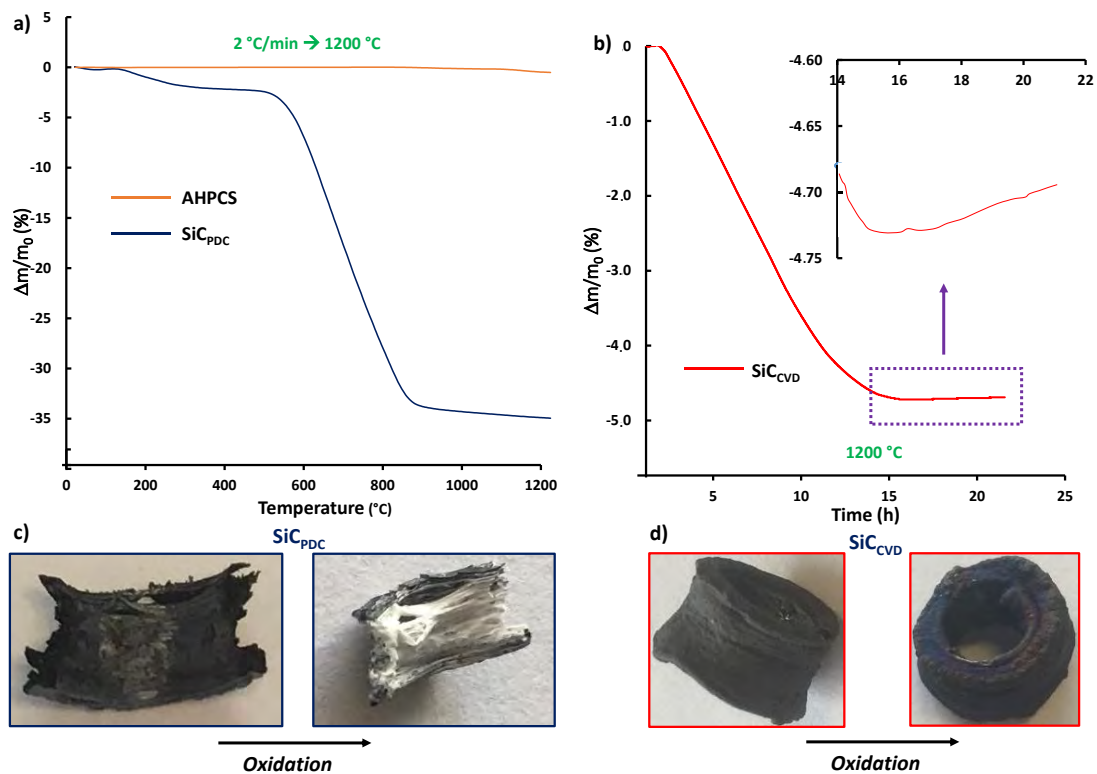 a)
2 °C/min → 1200 °C
5
0
-5
-10
-15
-20
-25
-30
-35
Δm/m0 (%)
AHPCS
SiCPDC
0 200 400 600 800 1000 1200
Temperature (°C)
b)
0
-1.0
-2.0
-3.0
-4.0
-5.0
Δm/m0 (%)
-4.60
-4.65
-4.70
-4.75
14 16 18 20 22
SiCCVD
1200 °C
5 10 15 20 25
Time (h)
c)
SiCPDC
Oxidation
d)
SiCCVD
Oxidation